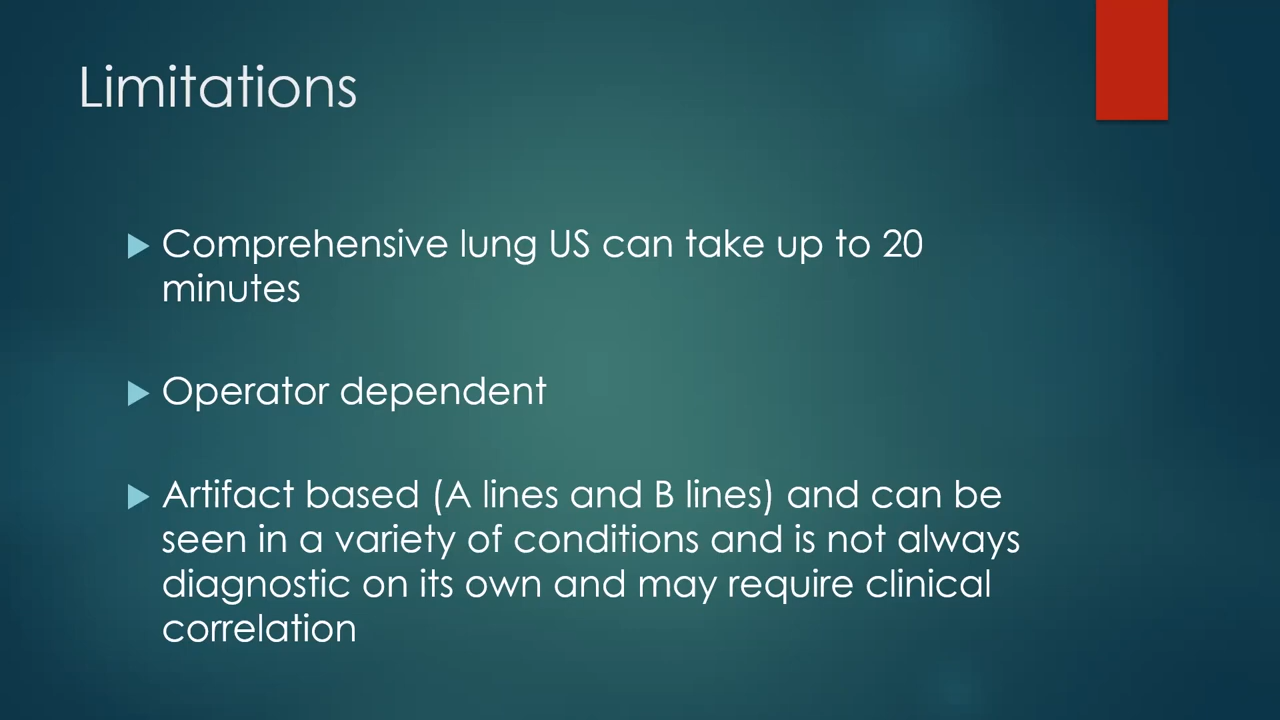 Limitations
Comprehensive lung US can take up to 20
minutes
Operator dependent
Artifact based (A lines and B lines) and can be
seen in a variety of conditions and is not always
diagnostic on its own and may require clinical
correlation